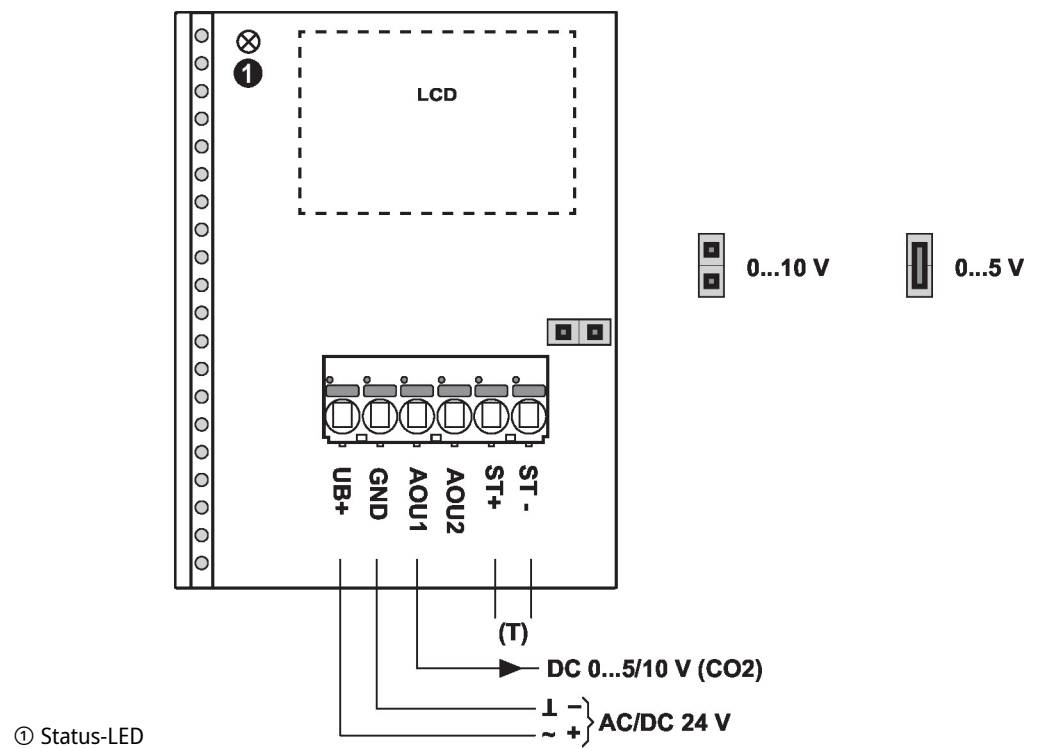 ❶
LCD
0...10 V
0...5 V
UB+
GND
AOU1
AOU2
ST+
ST -
(T)
DC 0...5/10 V (CO2)
⊥ –
~ +
AC/DC 24 V
① Status-LED